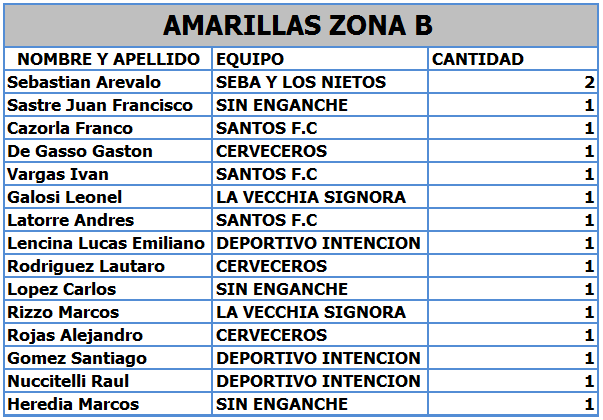 AMARILLAS ZONA B
NOMBRE Y APELLIDO EQUIPO CANTIDAD
Sebastian Arevalo SEBA Y LOS NIETOS 2
Sastre Juan Francisco SIN ENGANCHE 1
Cazorla Franco SANTOS F.C 1
De Gasso Gaston CERVECEROS 1
Vargas Ivan SANTOS F.C 1
Galosi Leonel LA VECCHIA SIGNORA 1
Latorre Andres SANTOS F.C 1
Lencina Lucas Emiliano DEPORTIVO INTENCION 1
Rodriguez Lautaro CERVECEROS 1
Lopez Carlos SIN ENGANCHE 1
Rizzo Marcos LA VECCHIA SIGNORA 1
Rojas Alejandro CERVECEROS 1
Gomez Santiago DEPORTIVO INTENCION 1
Nuccitelli Raul DEPORTIVO INTENCION 1
Heredia Marcos SIN ENGANCHE 1